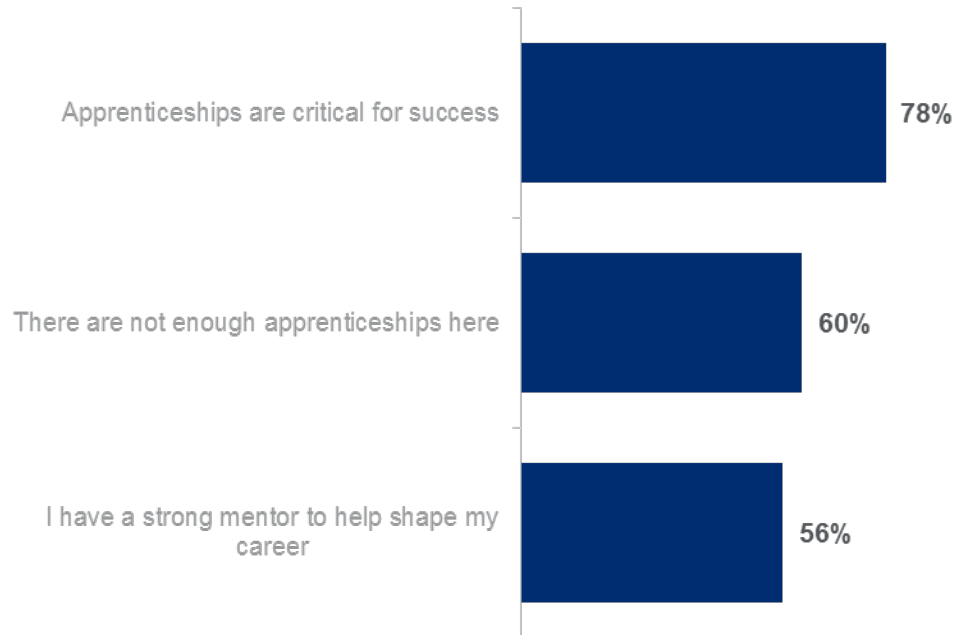 Apprenticeships are critical for success
78%
There are not enough apprenticeships here
60%
I have a strong mentor to help shape my
career
56%